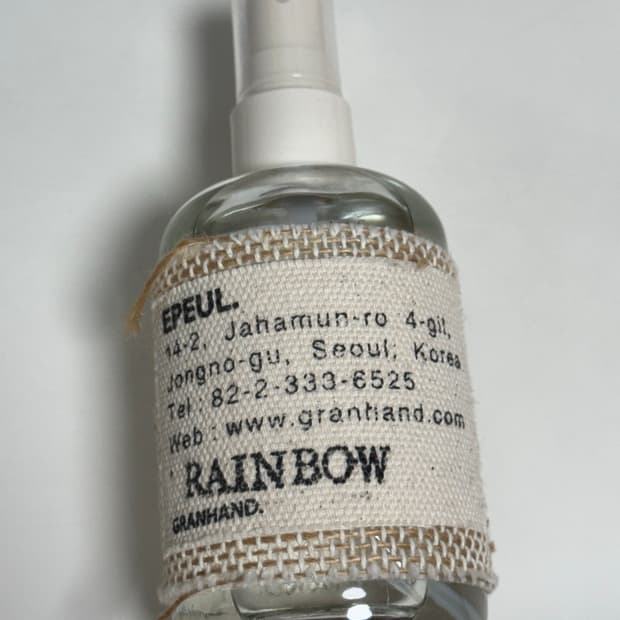 EPEUL.
14-2, Jahamun-ro 4-gil,
Jongno-gu, Seoul, Korea
Tel : 82-2-333-6525
Web : www.granhand.com
RAINBOW
GRANHAND.